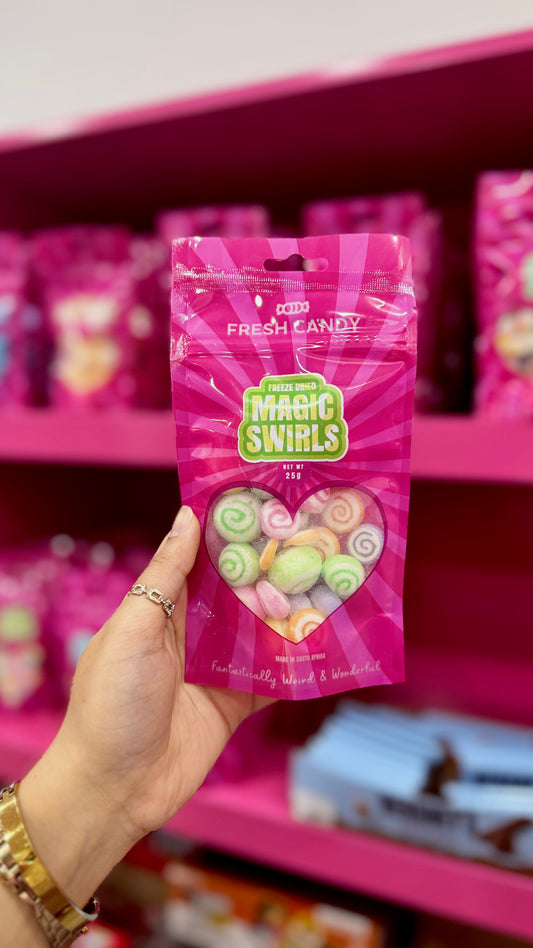 FRESH CANDY
FREEZE DRIED
MAGIC
SWIRLS
NET WT
25g
MADE IN SOUTH AFRICA
Fantastically Weird & Wonderful